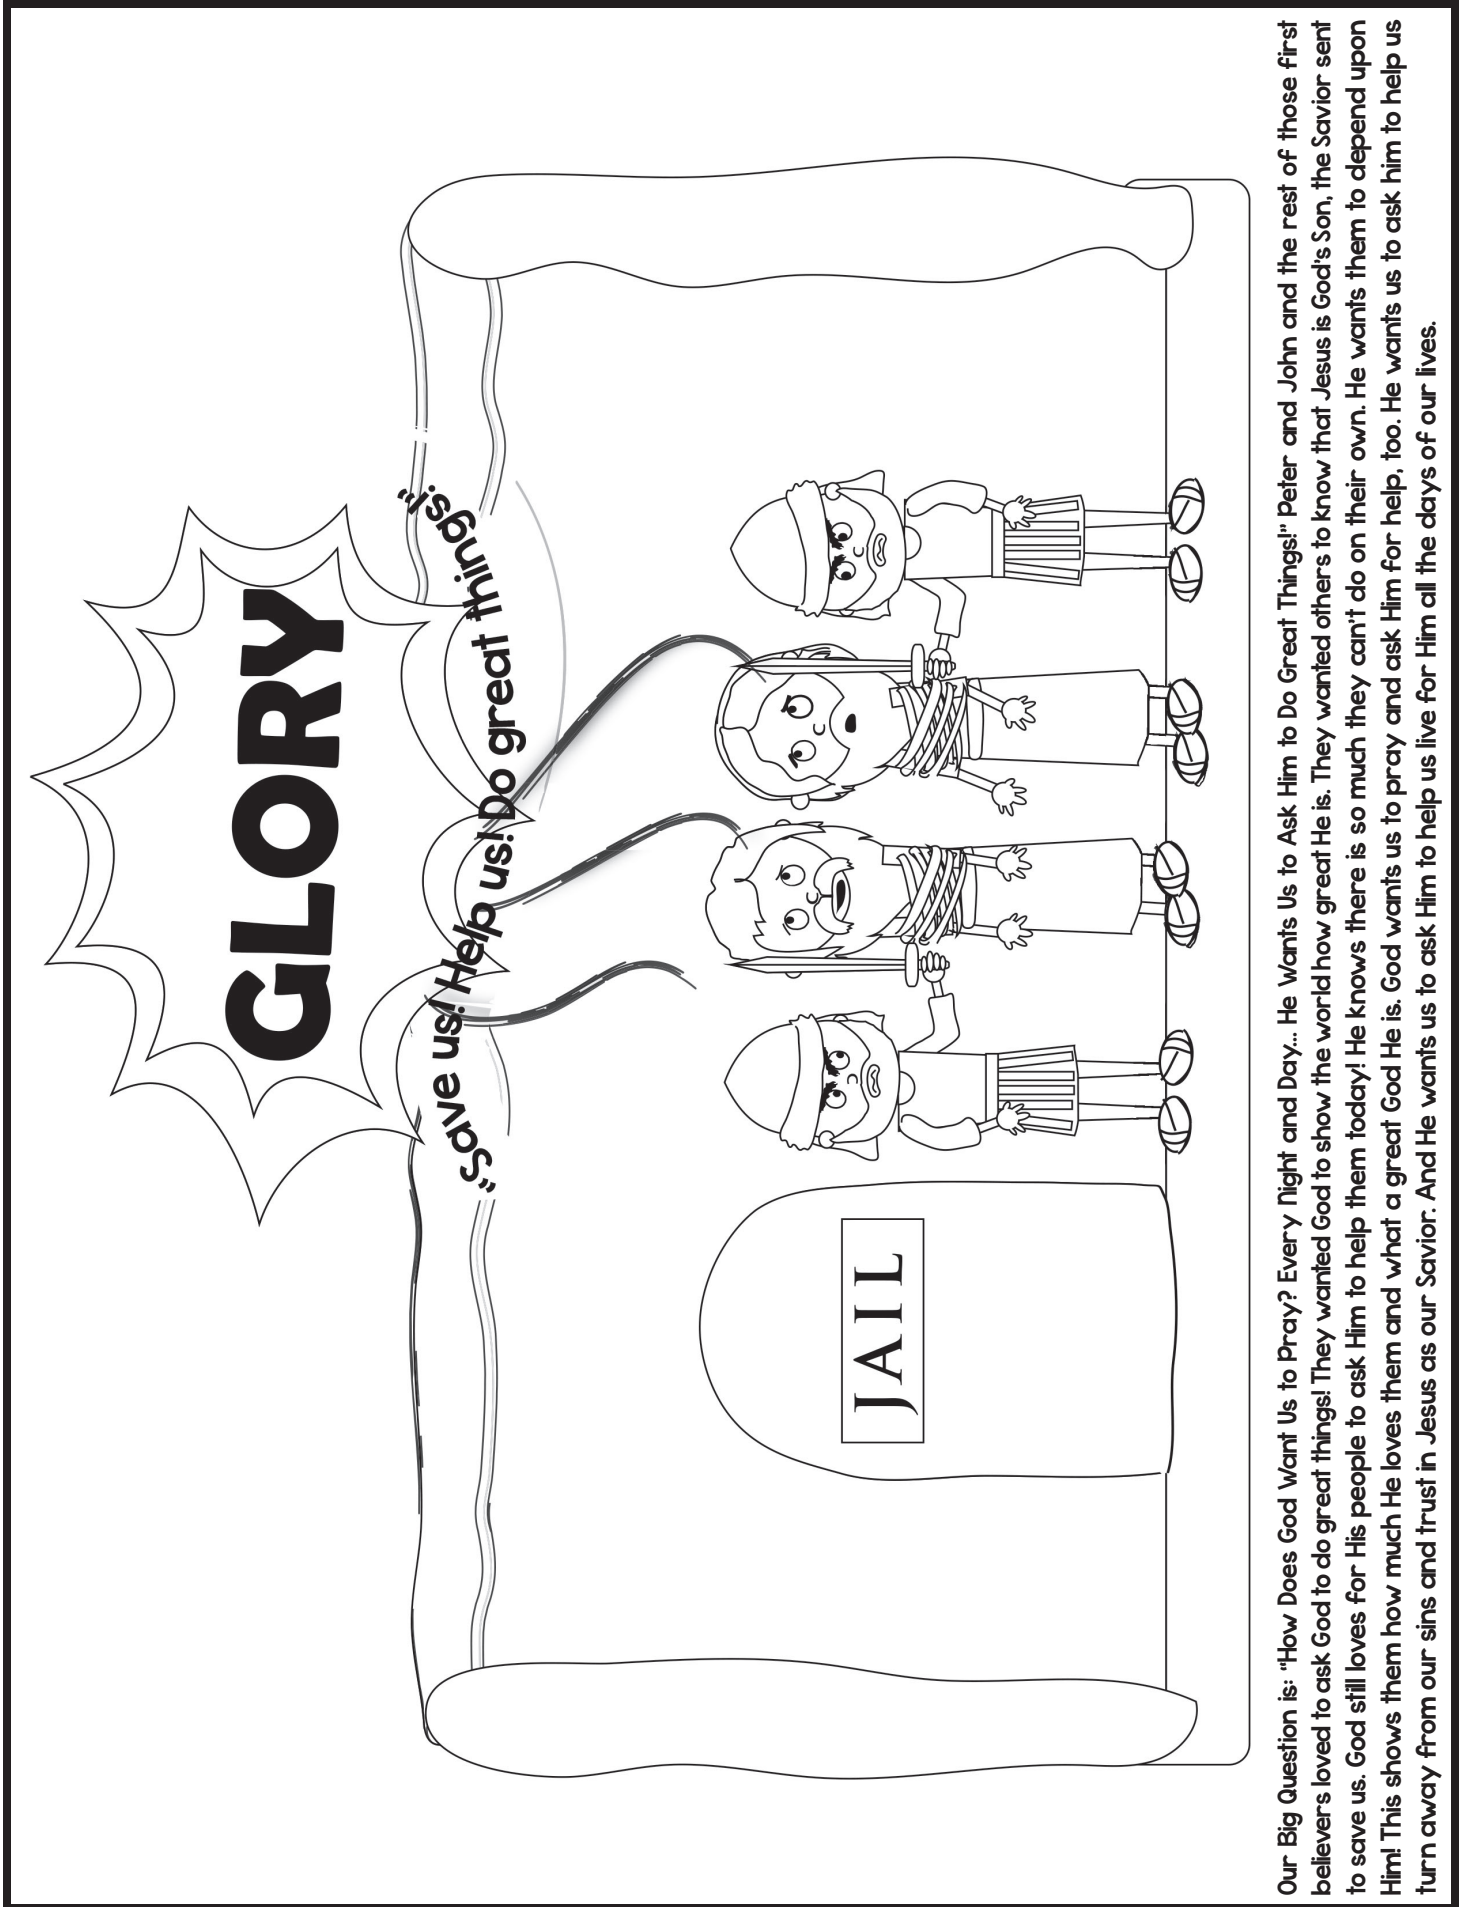 GLORY
"Save us! Help us! Do great things!"
JAIL
Our Big Question is: "How Does God Want Us to Pray? Every Night and Day... He Wants Us to Ask Him to Do Great Things!" Peter and John and the rest of those first
believers loved to ask God to do great things! They wanted God to show the world how great He is. They wanted others to know that Jesus is God's Son, the Savior sent
to save us. God still loves for His people to ask Him to help them today! He knows there is so much they can't do on their own. He wants them to depend upon
Him! This shows them how much He loves them and what a great God He is. God wants us to pray and ask Him for help, too. He wants us to ask him to help us
turn away from our sins and trust in Jesus as our Savior. And He wants us to ask Him to help us live for Him all the days of our lives.